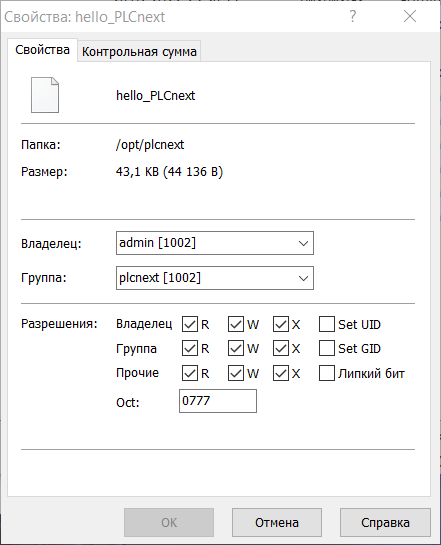 Свойства: hello_PLCnext
Свойства Контрольная сумма
hello_PLCnext
Папка: /opt/plcnext
Размер: 43,1 KB (44 136 B)
Владелец: admin [1002]
Группа: plcnext [1002]
Разрешения: Владелец R W X Set UID
Группа R W X Set GID
Прочие R W X Липкий бит
Oct: 0777
OK Отмена Справка